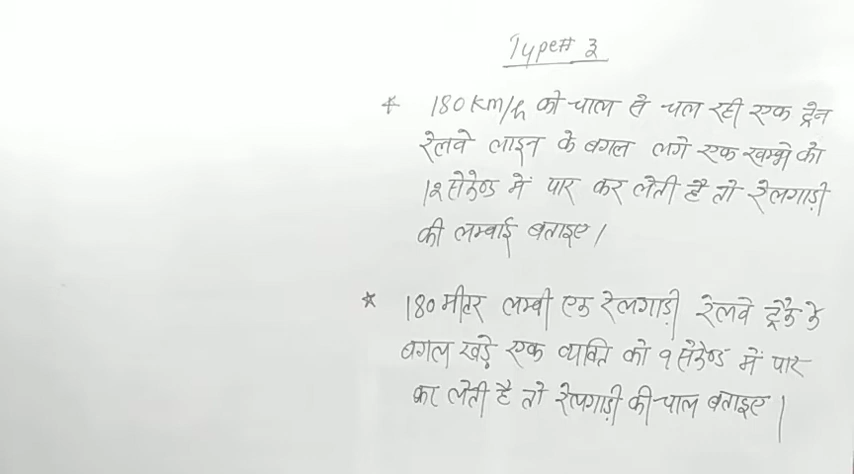 Type# 3
* 180 Km/h की चाल से चल रही एक ट्रेन
रेलवे लाइन के बगल लगे एक खम्भे को
12 सेकेण्ड में पार कर लेती है तो रेलगाड़ी
की लम्बाई बताइए।
* 180 मीटर लम्बी एक रेलगाड़ी रेलवे ट्रैक के
बगल खड़े एक व्यक्ति को 9 सेकेण्ड में पार
कर लेती है तो रेलगाड़ी की चाल बताइए।